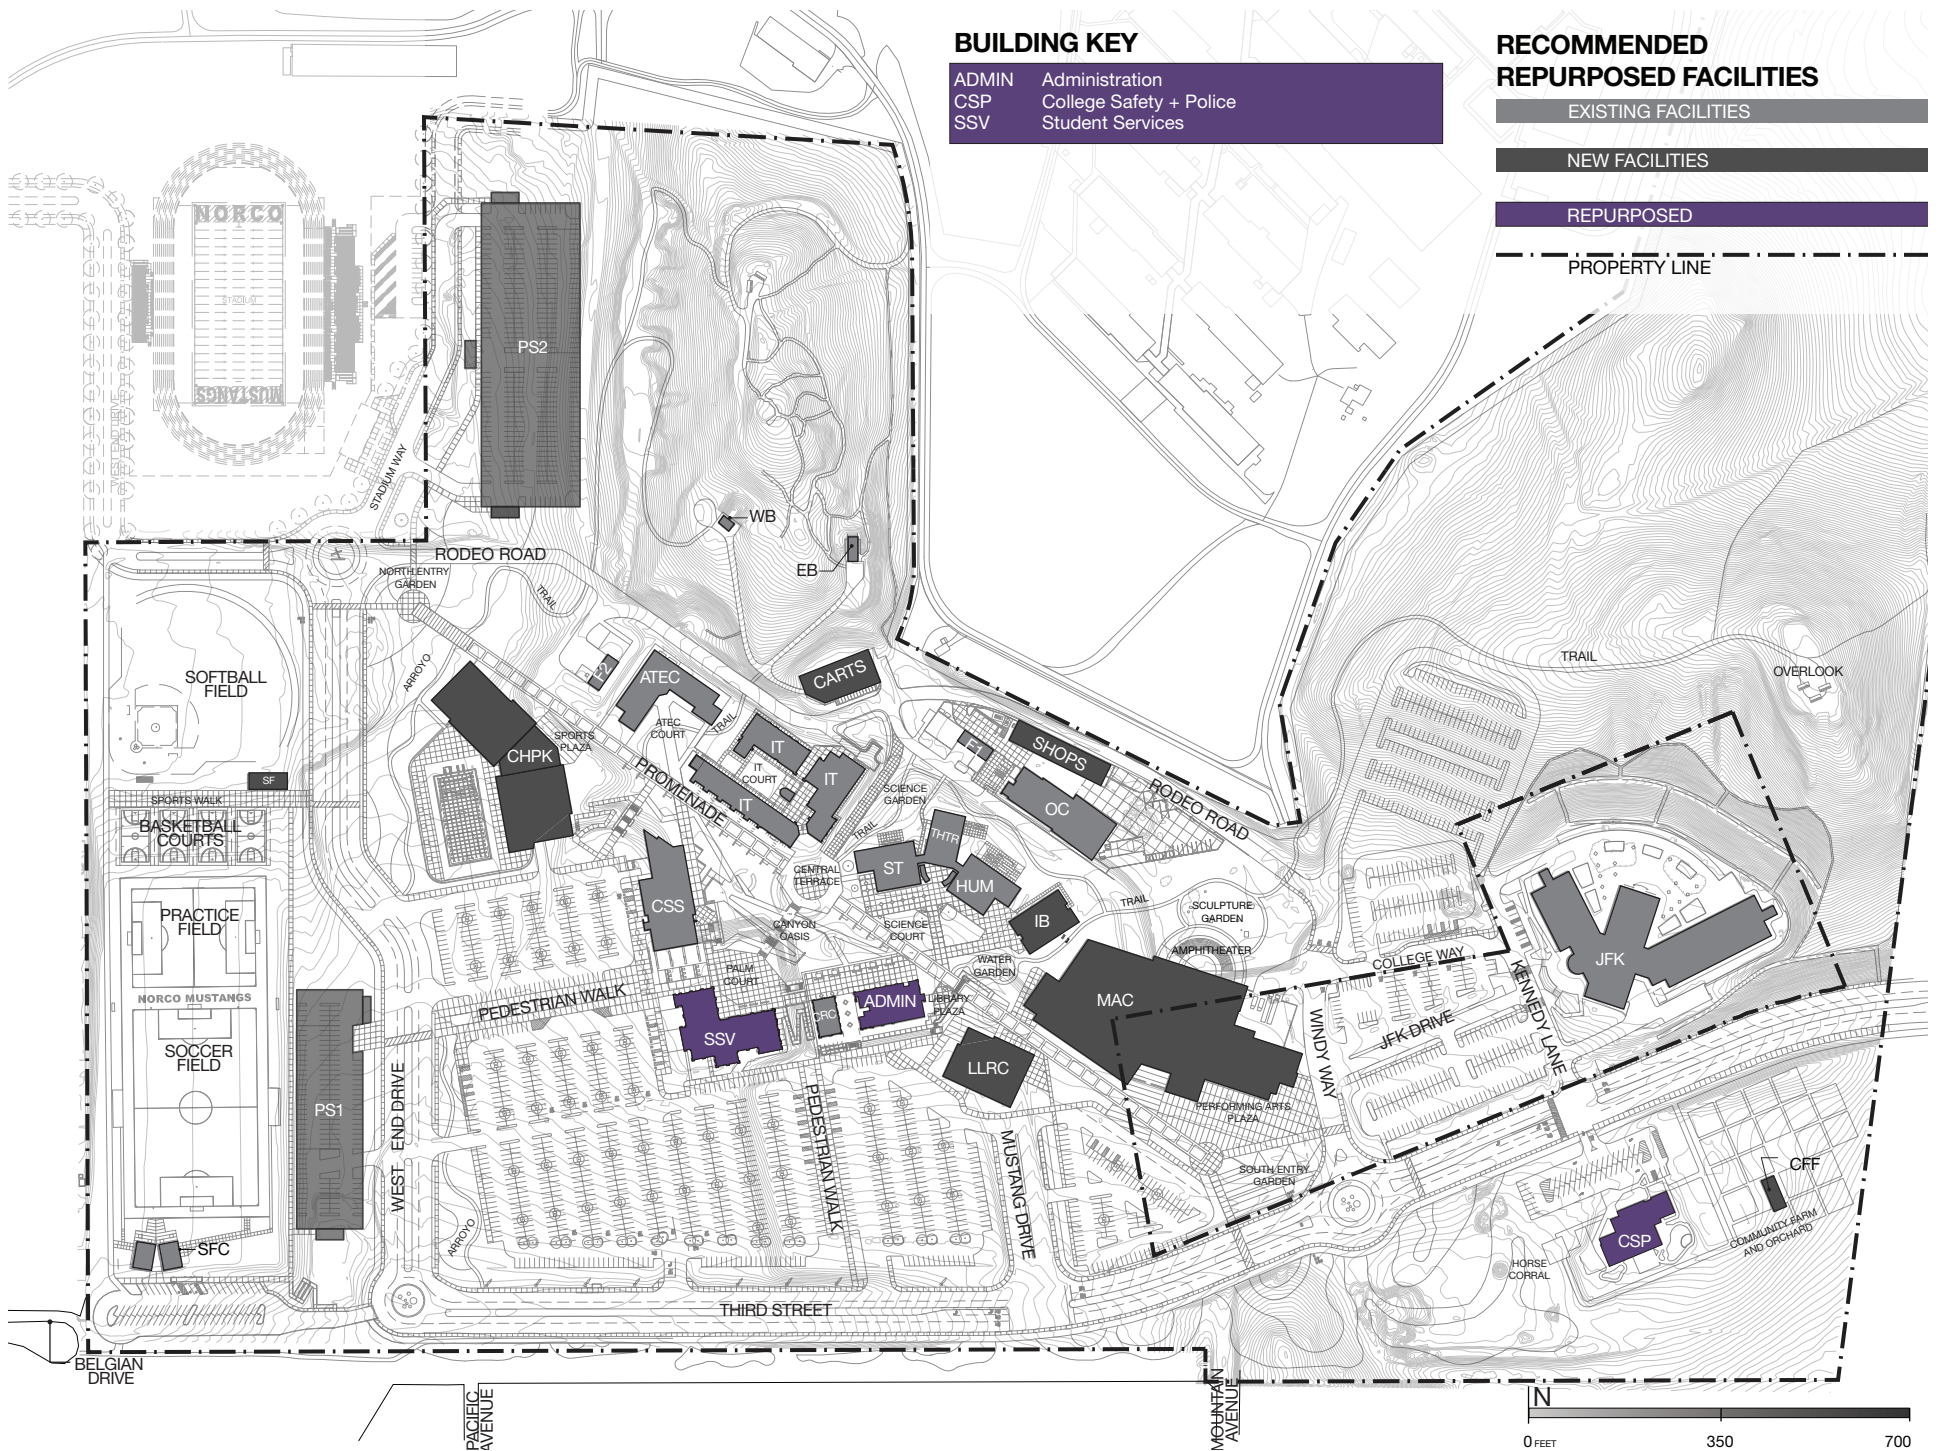 BUILDING KEY
ADMIN Administration
CSP College Safety + Police
SSV Student Services
RECOMMENDED
REPURPOSED FACILITIES
EXISTING FACILITIES
NEW FACILITIES
REPURPOSED
PROPERTY LINE
NORCO
STADIUM
MUSTANGS
WEST END DRIVE
STADIUM WAY
PS2
WB
EB
RODEO ROAD
NORTH ENTRY
GARDEN
TRAIL
ARROYO
SOFTBALL
FIELD
F2
ATEC
ATEC
COURT
TRAIL
CARTS
TRAIL
OVERLOOK
SPORTS
PLAZA
CHPK
IT
IT
COURT
IT
IT
F1
SHOPS
SF
SPORTS WALK
PROMENADE
SCIENCE
GARDEN
OC
RODEO ROAD
BASKETBALL
COURTS
TRAIL
THTR
CENTRAL
TERRACE
ST
HUM
CSS
TRAIL
SCULPTURE
GARDEN
PRACTICE
FIELD
CANYON
OASIS
SCIENCE
COURT
IB
AMPHITHEATER
COLLEGE WAY
JFK
PALM
COURT
WATER
GARDEN
NORCO MUSTANGS
PEDESTRIAN WALK
ADMIN
LIBRARY
PLAZA
MAC
KENNEDY LANE
CRC
SSV
JFK DRIVE
WINDY WAY
SOCCER
FIELD
LLRC
PS1
WEST END DRIVE
PEDESTRIAN WALK
PERFORMING ARTS
PLAZA
MUSTANG DRIVE
SOUTH ENTRY
GARDEN
CFF
COMMUNITY FARM
AND ORCHARD
ARROYO
SFC
CSP
HORSE
CORRAL
THIRD STREET
BELGIAN
DRIVE
PACIFIC
AVENUE
MOUNTAIN
AVENUE
N
0 FEET 350 700